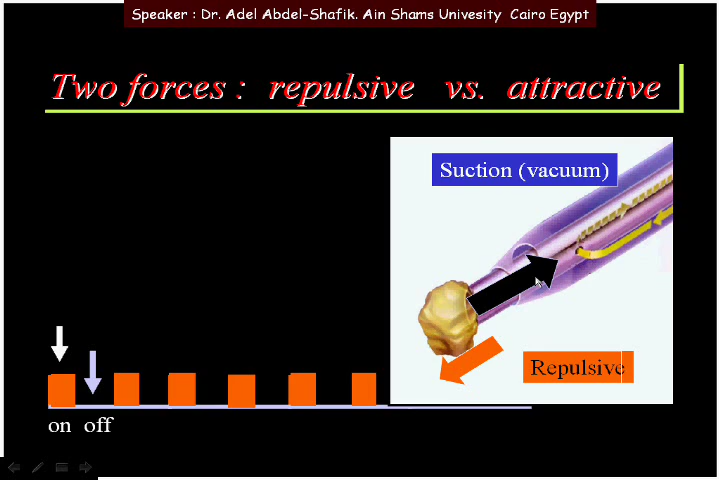 Speaker : Dr. Adel Abdel-Shafik. Ain Shams Univesity Cairo Egypt
Two forces : repulsive vs. attractive
Suction (vacuum)
Repulsive
on off